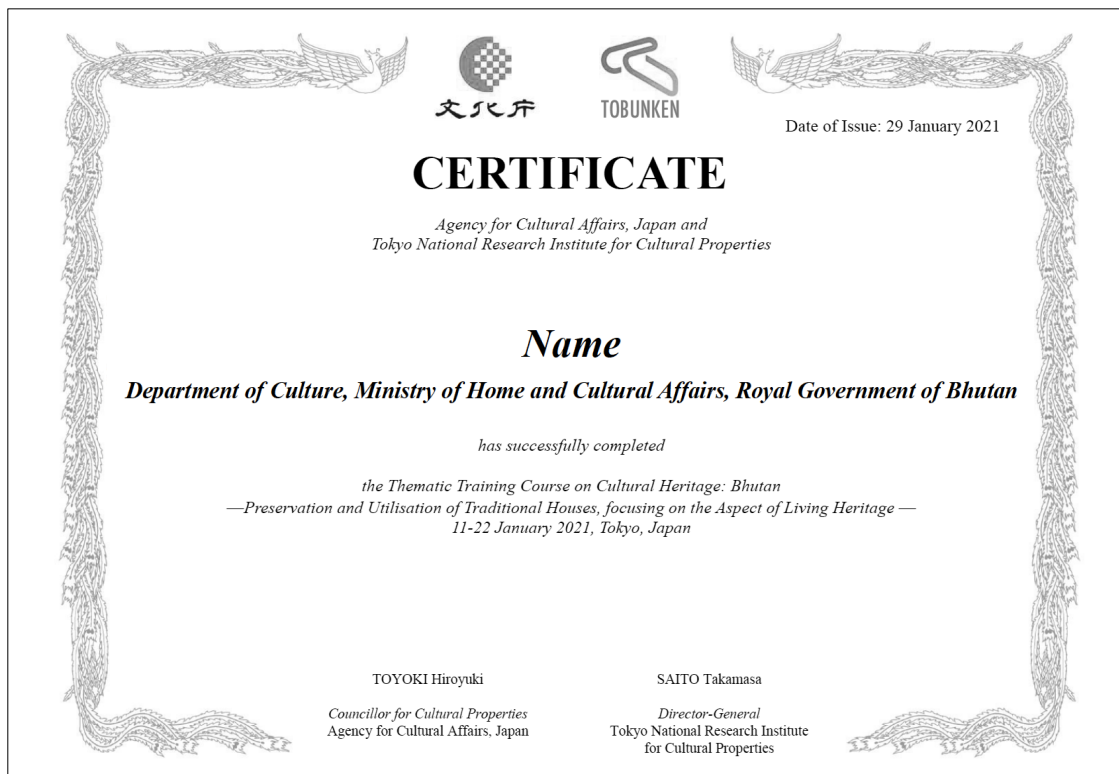 文化庁
TOBUNKEN
Date of Issue: 29 January 2021
CERTIFICATE
Agency for Cultural Affairs, Japan and
Tokyo National Research Institute for Cultural Properties
Name
Department of Culture, Ministry of Home and Cultural Affairs, Royal Government of Bhutan
has successfully completed
the Thematic Training Course on Cultural Heritage: Bhutan
—Preservation and Utilisation of Traditional Houses, focusing on the Aspect of Living Heritage —
11-22 January 2021, Tokyo, Japan
TOYOKI Hiroyuki
Councillor for Cultural Properties
Agency for Cultural Affairs, Japan
SAITO Takamasa
Director-General
Tokyo National Research Institute
for Cultural Properties